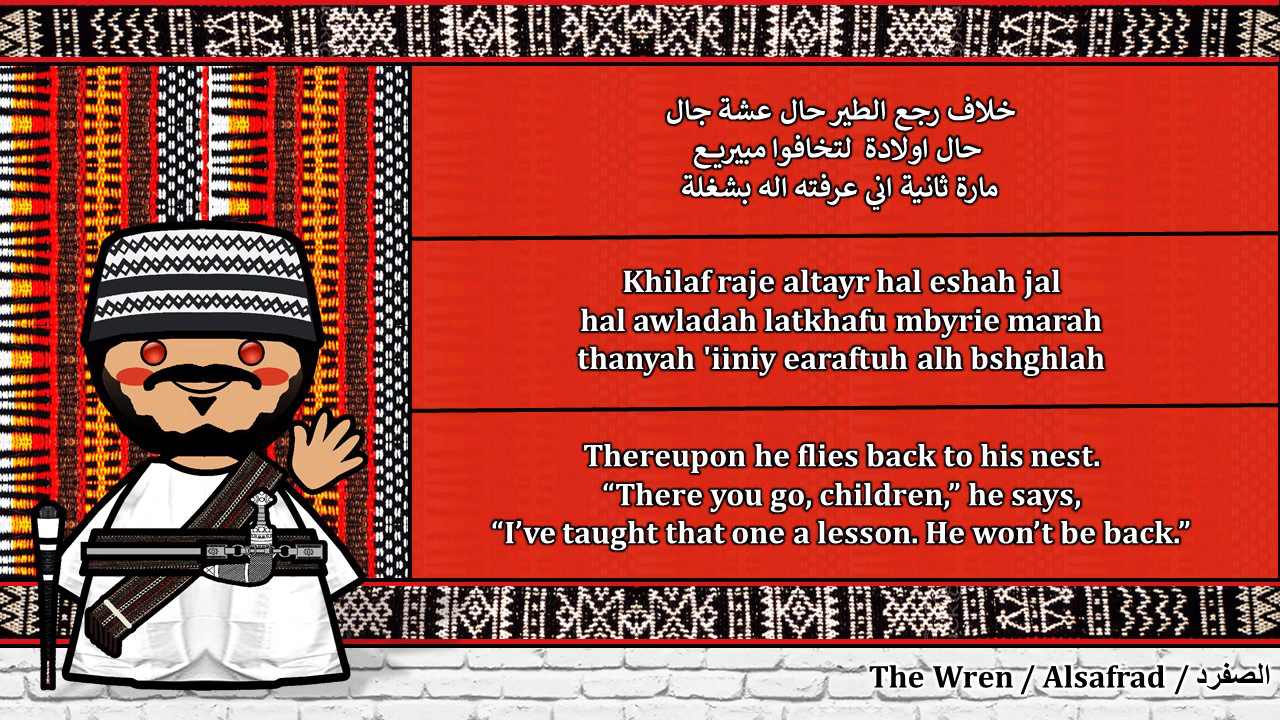 خلاف رجع الطير حال عشة جال
حال اولادة لتخافوا مبيريع
مارة ثانية اني عرفته اله بشغلة
Khilaf raje altayr hal eshah jal
hal awladah latkhafu mbyrie marah
thanyah 'iiniy earaftuh alh bshghlah
Thereupon he flies back to his nest.
“There you go, children,” he says,
“I’ve taught that one a lesson. He won’t be back.”
The Wren / Alsafrad / الصفرد